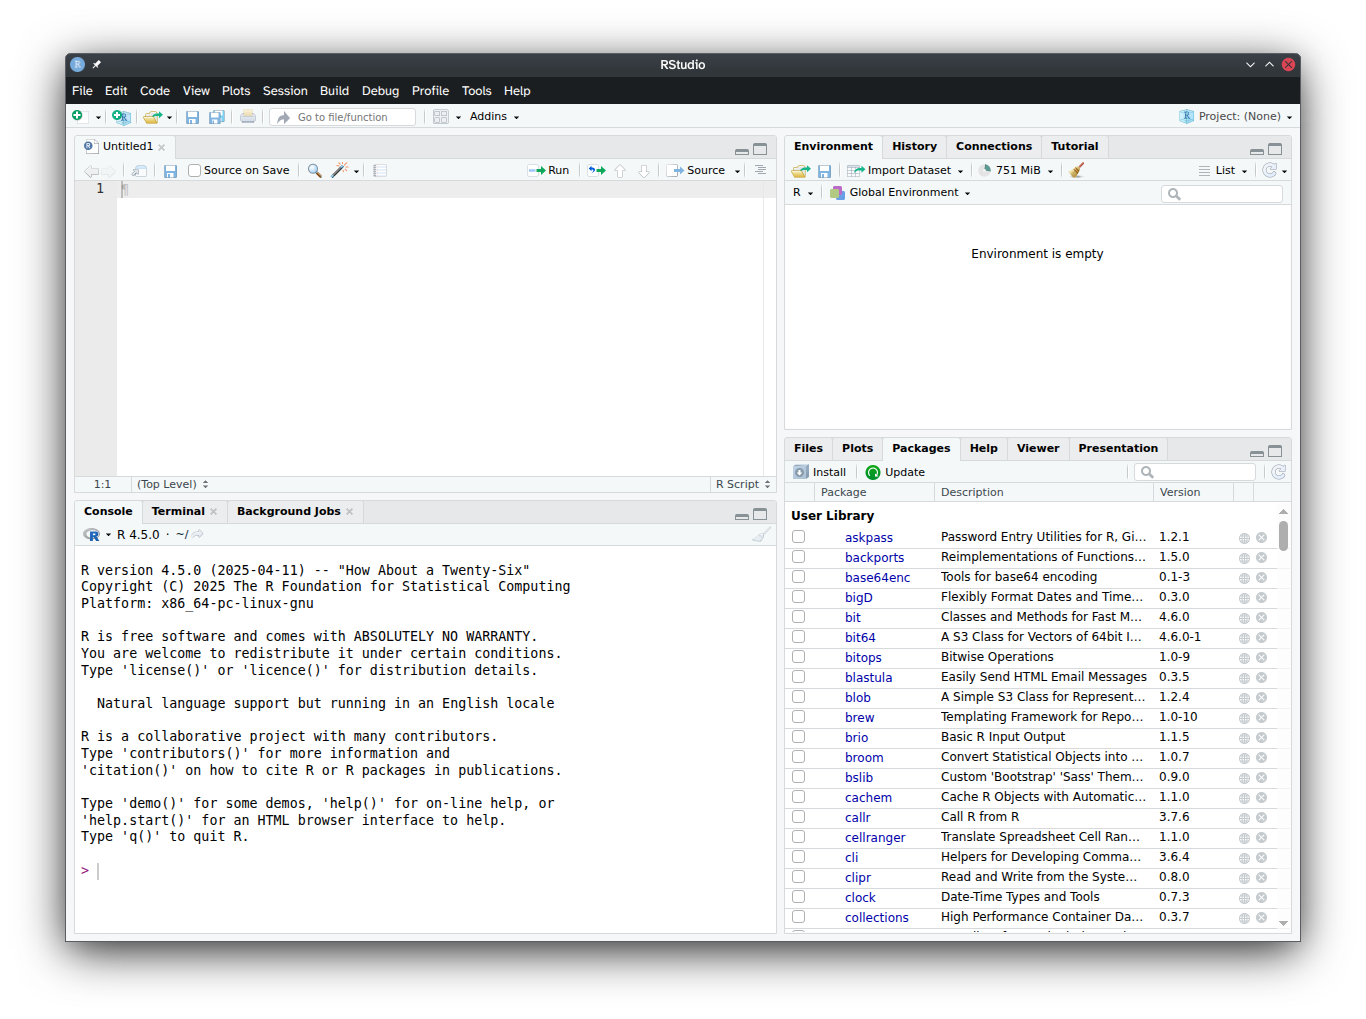 RStudio
File Edit Code View Plots Session Build Debug Profile Tools Help
Go to file/function Addins Project: (None)
Untitled1
Source on Save Run Source
1
1:1 (Top Level) R Script
Console Terminal Background Jobs
R 4.5.0 · ~/
R version 4.5.0 (2025-04-11) -- "How About a Twenty-Six"
Copyright (C) 2025 The R Foundation for Statistical Computing
Platform: x86_64-pc-linux-gnu
R is free software and comes with ABSOLUTELY NO WARRANTY.
You are welcome to redistribute it under certain conditions.
Type 'license()' or 'licence()' for distribution details.
Natural language support but running in an English locale
R is a collaborative project with many contributors.
Type 'contributors()' for more information and
'citation()' on how to cite R or R packages in publications.
Type 'demo()' for some demos, 'help()' for on-line help, or
'help.start()' for an HTML browser interface to help.
Type 'q()' to quit R.
>
Environment History Connections Tutorial
Import Dataset 751 MiB List
R Global Environment
Environment is empty
Files Plots Packages Help Viewer Presentation
Install Update
Package Description Version
User Library
askpass Password Entry Utilities for R, Gi... 1.2.1
backports Reimplementations of Functions... 1.5.0
base64enc Tools for base64 encoding 0.1-3
bigD Flexibly Format Dates and Time... 0.3.0
bit Classes and Methods for Fast M... 4.6.0
bit64 A S3 Class for Vectors of 64bit I... 4.6.0-1
bitops Bitwise Operations 1.0-9
blastula Easily Send HTML Email Messages 0.3.5
blob A Simple S3 Class for Represent... 1.2.4
brew Templating Framework for Repo... 1.0-10
brio Basic R Input Output 1.1.5
broom Convert Statistical Objects into ... 1.0.7
bslib Custom 'Bootstrap' 'Sass' Them... 0.9.0
cachem Cache R Objects with Automatic... 1.1.0
callr Call R from R 3.7.6
cellranger Translate Spreadsheet Cell Ran... 1.1.0
cli Helpers for Developing Comma... 3.6.4
clipr Read and Write from the Syste... 0.8.0
clock Date-Time Types and Tools 0.7.3
collections High Performance Container Da... 0.3.7